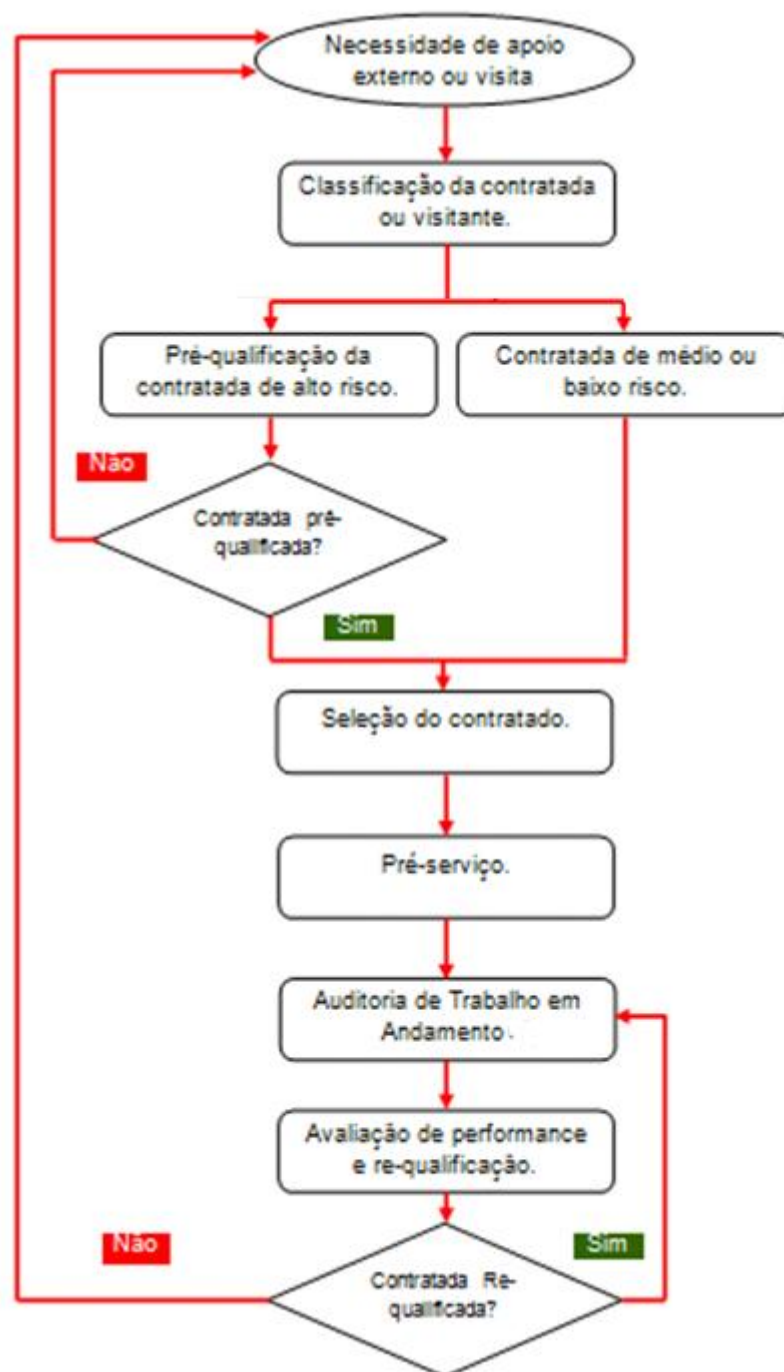 Necessidade de apoio
externo ou visita
Classificação da contratada
ou visitante.
Pré-qualificação da
contratada de alto risco.
Contratada de médio ou
baixo risco.
Não
Contratada pré-
qualificada?
Sim
Seleção do contratado.
Pré-serviço.
Auditoria de Trabalho em
Andamento.
Avaliação de performance
e re-qualificação.
Não
Sim
Contratada Re-
qualificada?